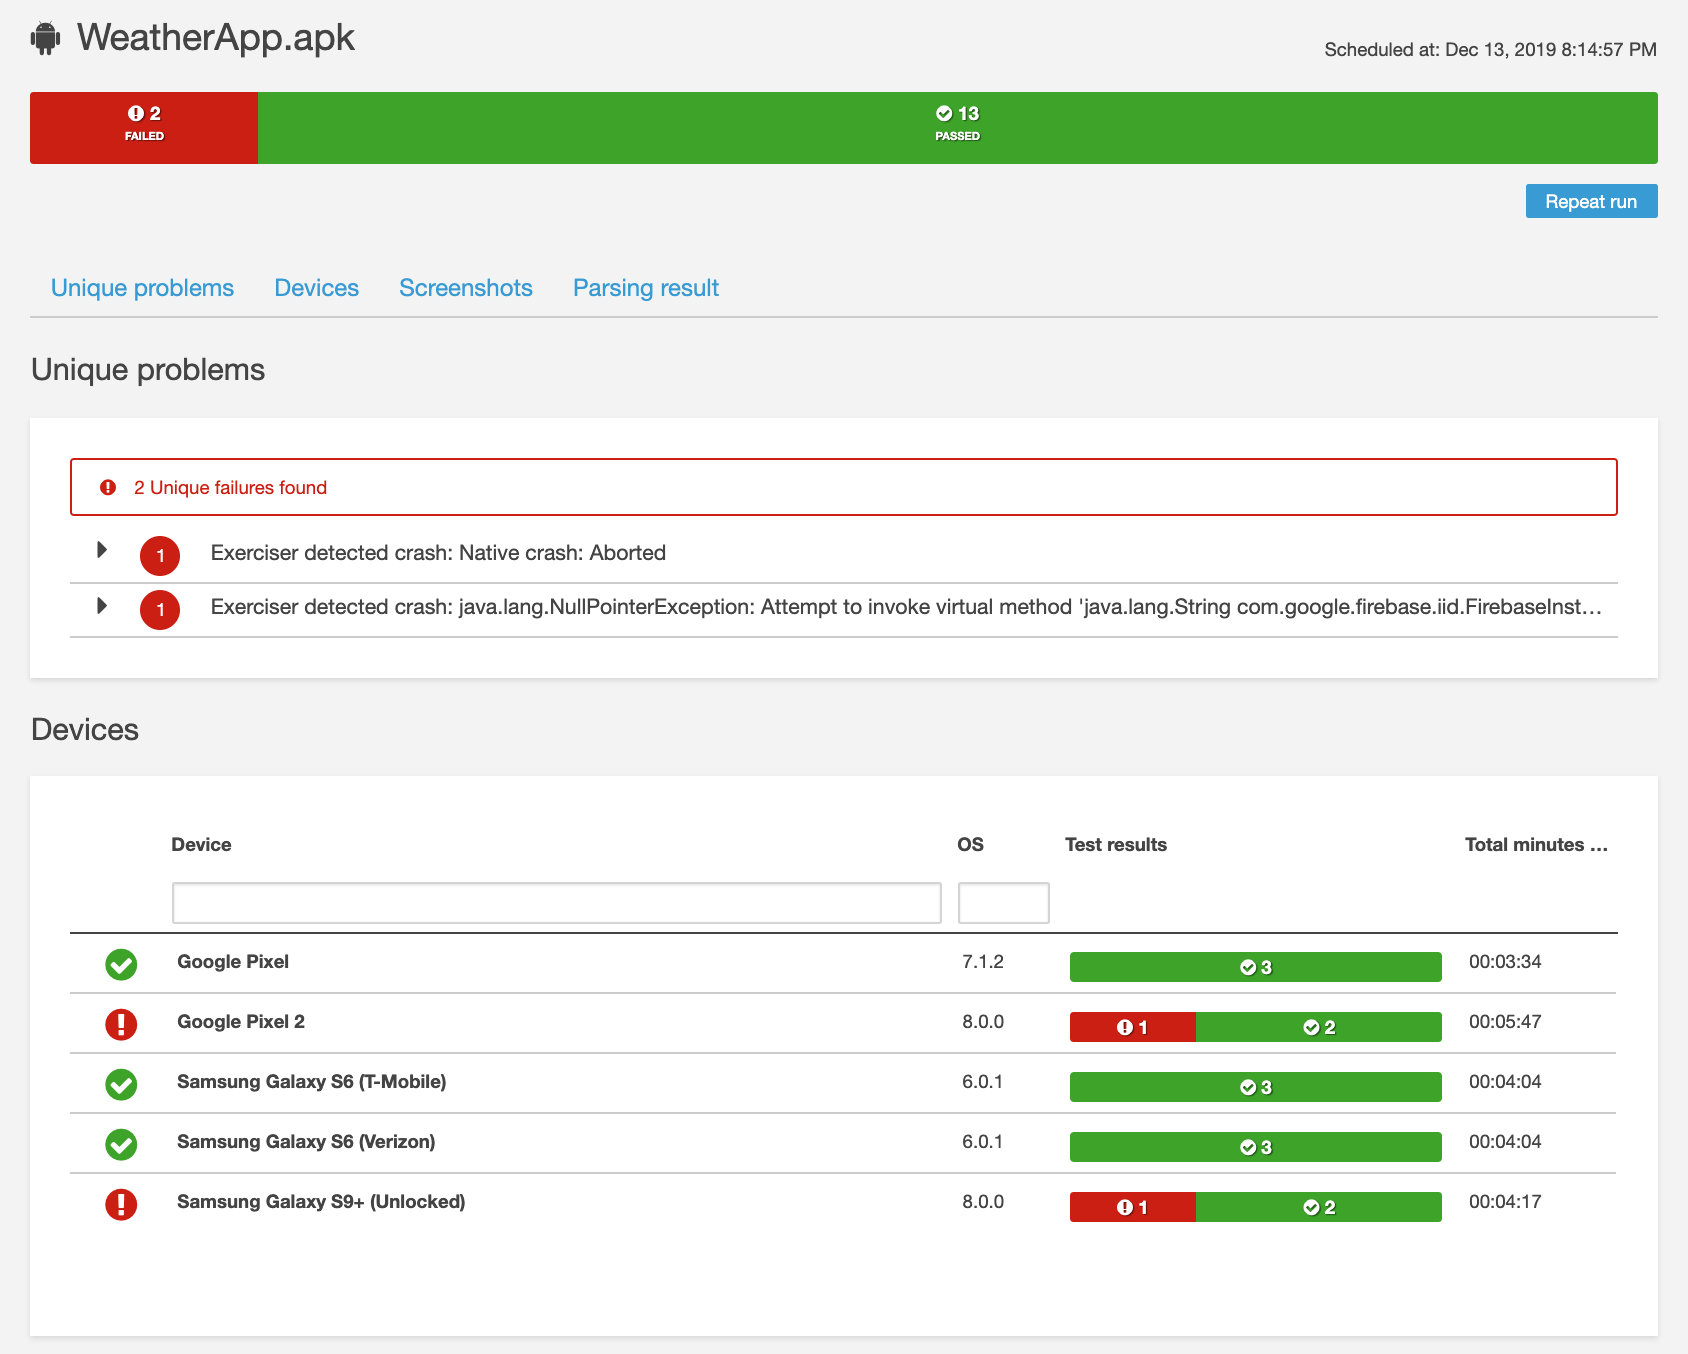 WeatherApp.apk
Scheduled at: Dec 13, 2019 8:14:57 PM
2
FAILED
13
PASSED
Repeat run
Unique problems Devices Screenshots Parsing result
Unique problems
2 Unique failures found
1 Exerciser detected crash: Native crash: Aborted
1 Exerciser detected crash: java.lang.NullPointerException: Attempt to invoke virtual method 'java.lang.String com.google.firebase.iid.FirebaseInst...
Devices
Device OS Test results Total minutes ...
Google Pixel 7.1.2 3 00:03:34
Google Pixel 2 8.0.0 1 2 00:05:47
Samsung Galaxy S6 (T-Mobile) 6.0.1 3 00:04:04
Samsung Galaxy S6 (Verizon) 6.0.1 3 00:04:04
Samsung Galaxy S9+ (Unlocked) 8.0.0 1 2 00:04:17